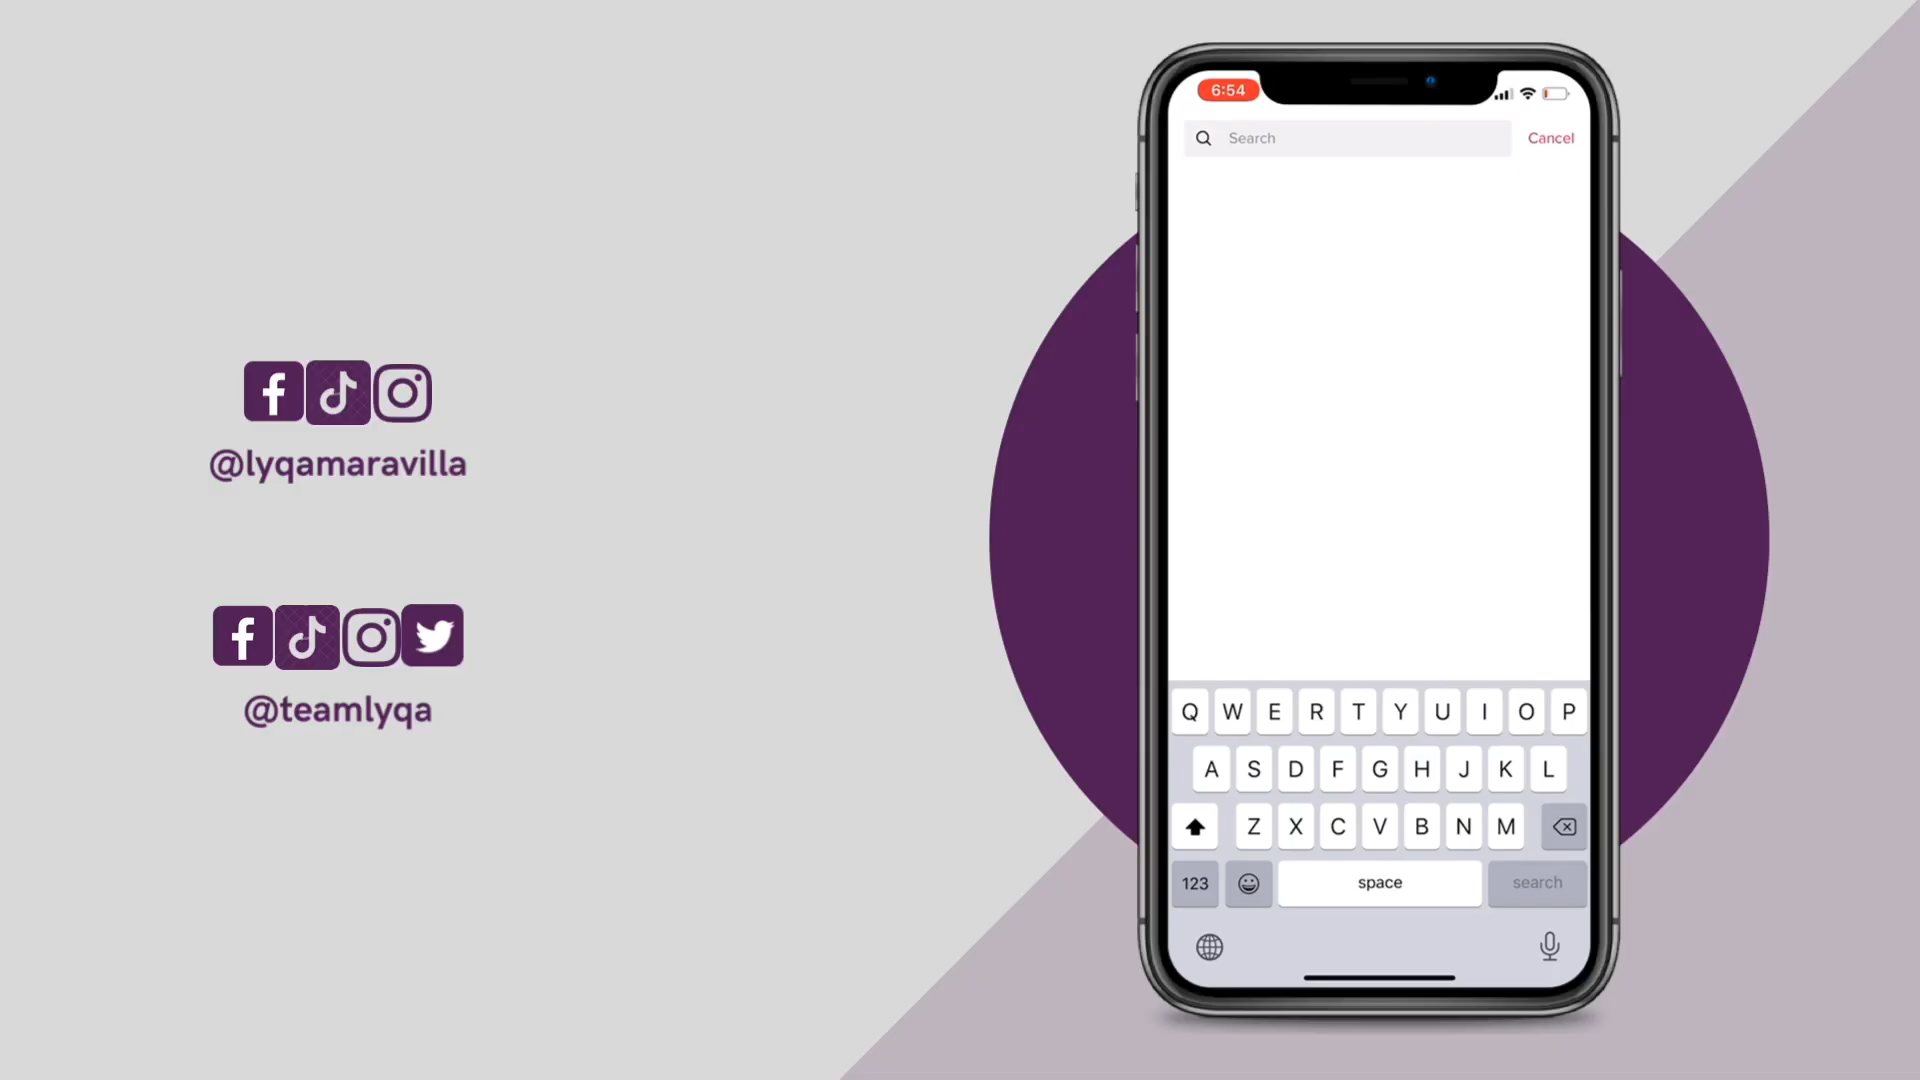 @lyqamaravilla
@teamlyqa
6:54
Search Cancel
Q W E R T Y U I O P
A S D F G H J K L
Z X C V B N M
123 space search